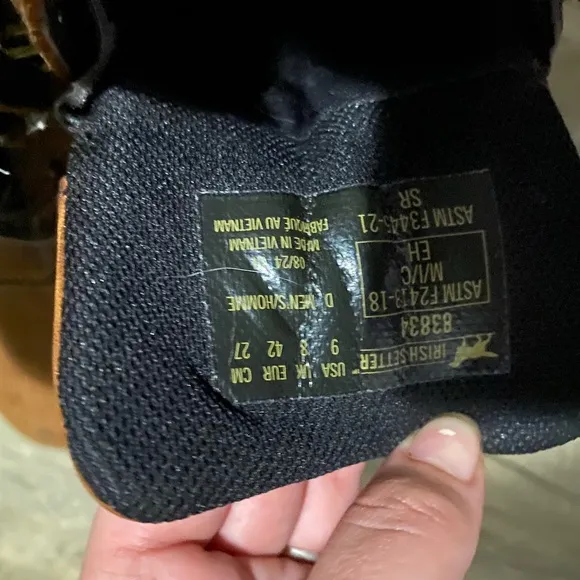 IRISH SETTER™
83834
ASTM F2413-18
M/I/C
EH
ASTM F3445-21
SR
USA UK EUR CM
9 8 42 27
D MEN'S/HOMME
08/24
MADE IN VIETNAM
FABRIQUÉ AU VIETNAM